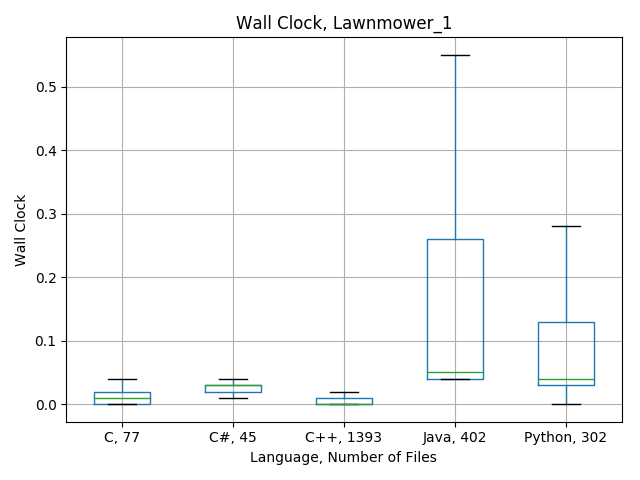 Wall Clock, Lawnmower_1
Wall Clock
0.5
0.4
0.3
0.2
0.1
0.0
C, 77 C#, 45 C++, 1393 Java, 402 Python, 302
Language, Number of Files